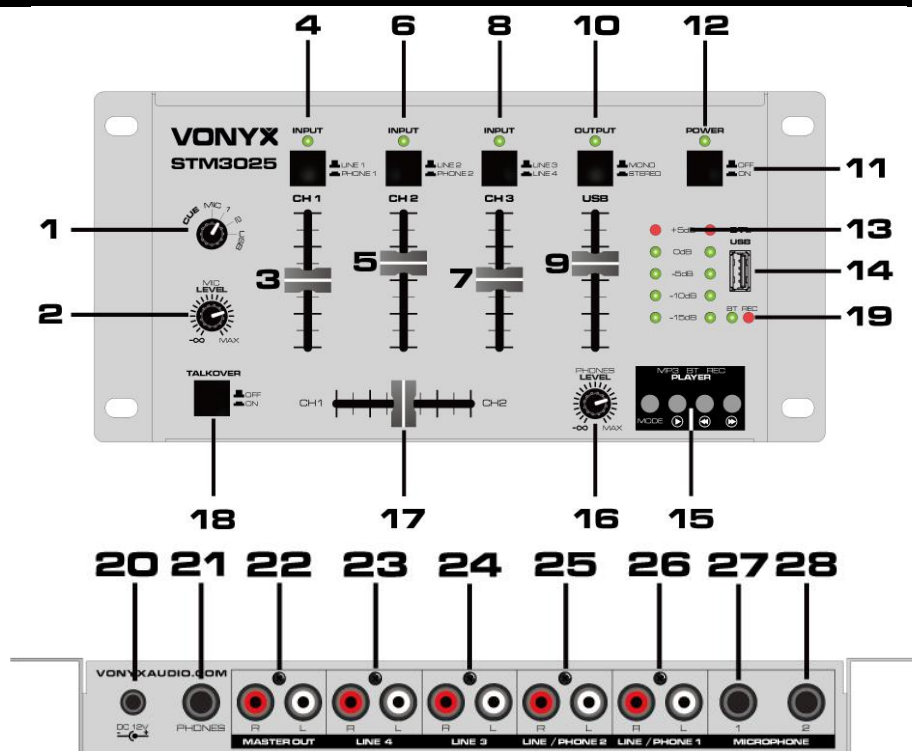 4 6 8 10 12
VONYX
STM3025
INPUT INPUT INPUT OUTPUT POWER
LINE 1 LINE 2 LINE 3 MONO OFF
PHONE 1 PHONE 2 LINE 4 STEREO ON
11
CH 1 CH 2 CH 3 USB
1
CUE MIC 1 2 USB
+5dB
13
USB
0dB
14
3 5 7 9
-5dB
2
MIC
LEVEL
-∞ MAX
-10dB
BT REC
19
-15dB
TALKOVER
OFF
ON
CH1 CH2
PHONES
LEVEL
-∞ MAX
MP3 BT REC
PLAYER
MODE
18 17 16 15
20 21 22 23 24 25 26 27 28
VONYXAUDIO.COM
DC 12V
PHONES
R L R L R L R L R L 1 2
MASTER OUT LINE 4 LINE 3 LINE / PHONE 2 LINE / PHONE 1 MICROPHONE